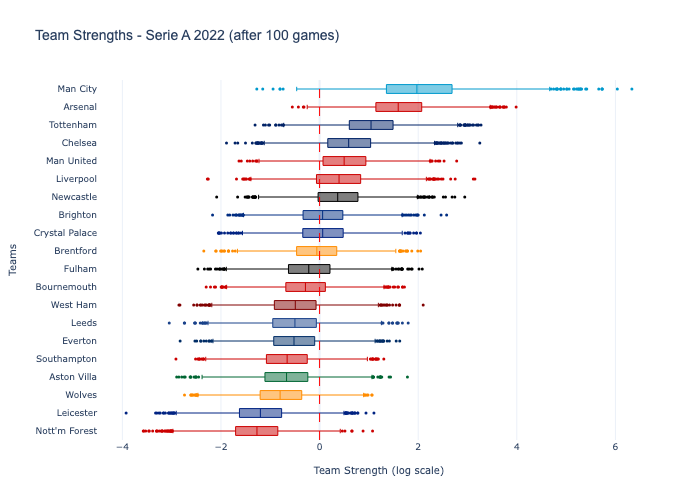 Team Strengths - Serie A 2022 (after 100 games)
Man City
Arsenal
Tottenham
Chelsea
Man United
Liverpool
Newcastle
Brighton
Crystal Palace
Brentford
Fulham
Bournemouth
West Ham
Leeds
Everton
Southampton
Aston Villa
Wolves
Leicester
Nott'm Forest
Teams
−4 −2 0 2 4 6
Team Strength (log scale)